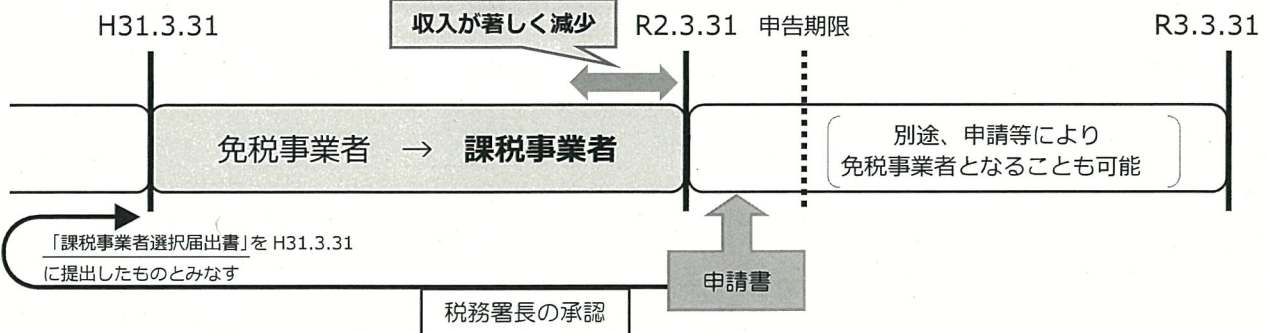 H31.3.31
収入が著しく減少
R2.3.31
申告期限
R3.3.31
免税事業者 → 課税事業者
別途、申請等により
免税事業者となることも可能
「課税事業者選択届出書」を H31.3.31
に提出したものとみなす
申請書
税務署長の承認